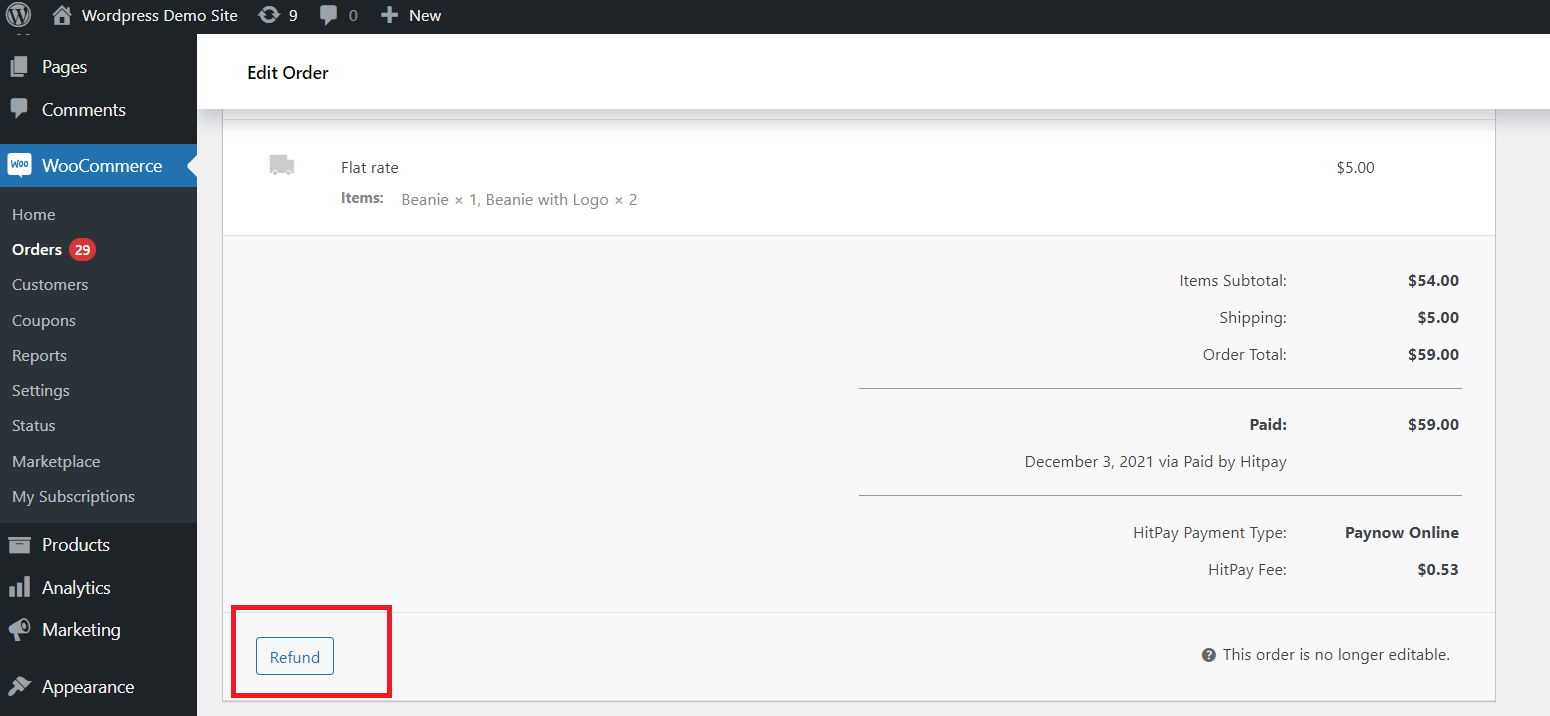 Wordpress Demo Site 9 0 New
Pages
Comments
Woo WooCommerce
Home
Orders 29
Customers
Coupons
Reports
Settings
Status
Marketplace
My Subscriptions
Products
Analytics
Marketing
Appearance
Edit Order
Flat rate $5.00
Items: Beanie × 1, Beanie with Logo × 2
Items Subtotal: $54.00
Shipping: $5.00
Order Total: $59.00
Paid: $59.00
December 3, 2021 via Paid by Hitpay
HitPay Payment Type: Paynow Online
HitPay Fee: $0.53
Refund ? This order is no longer editable.